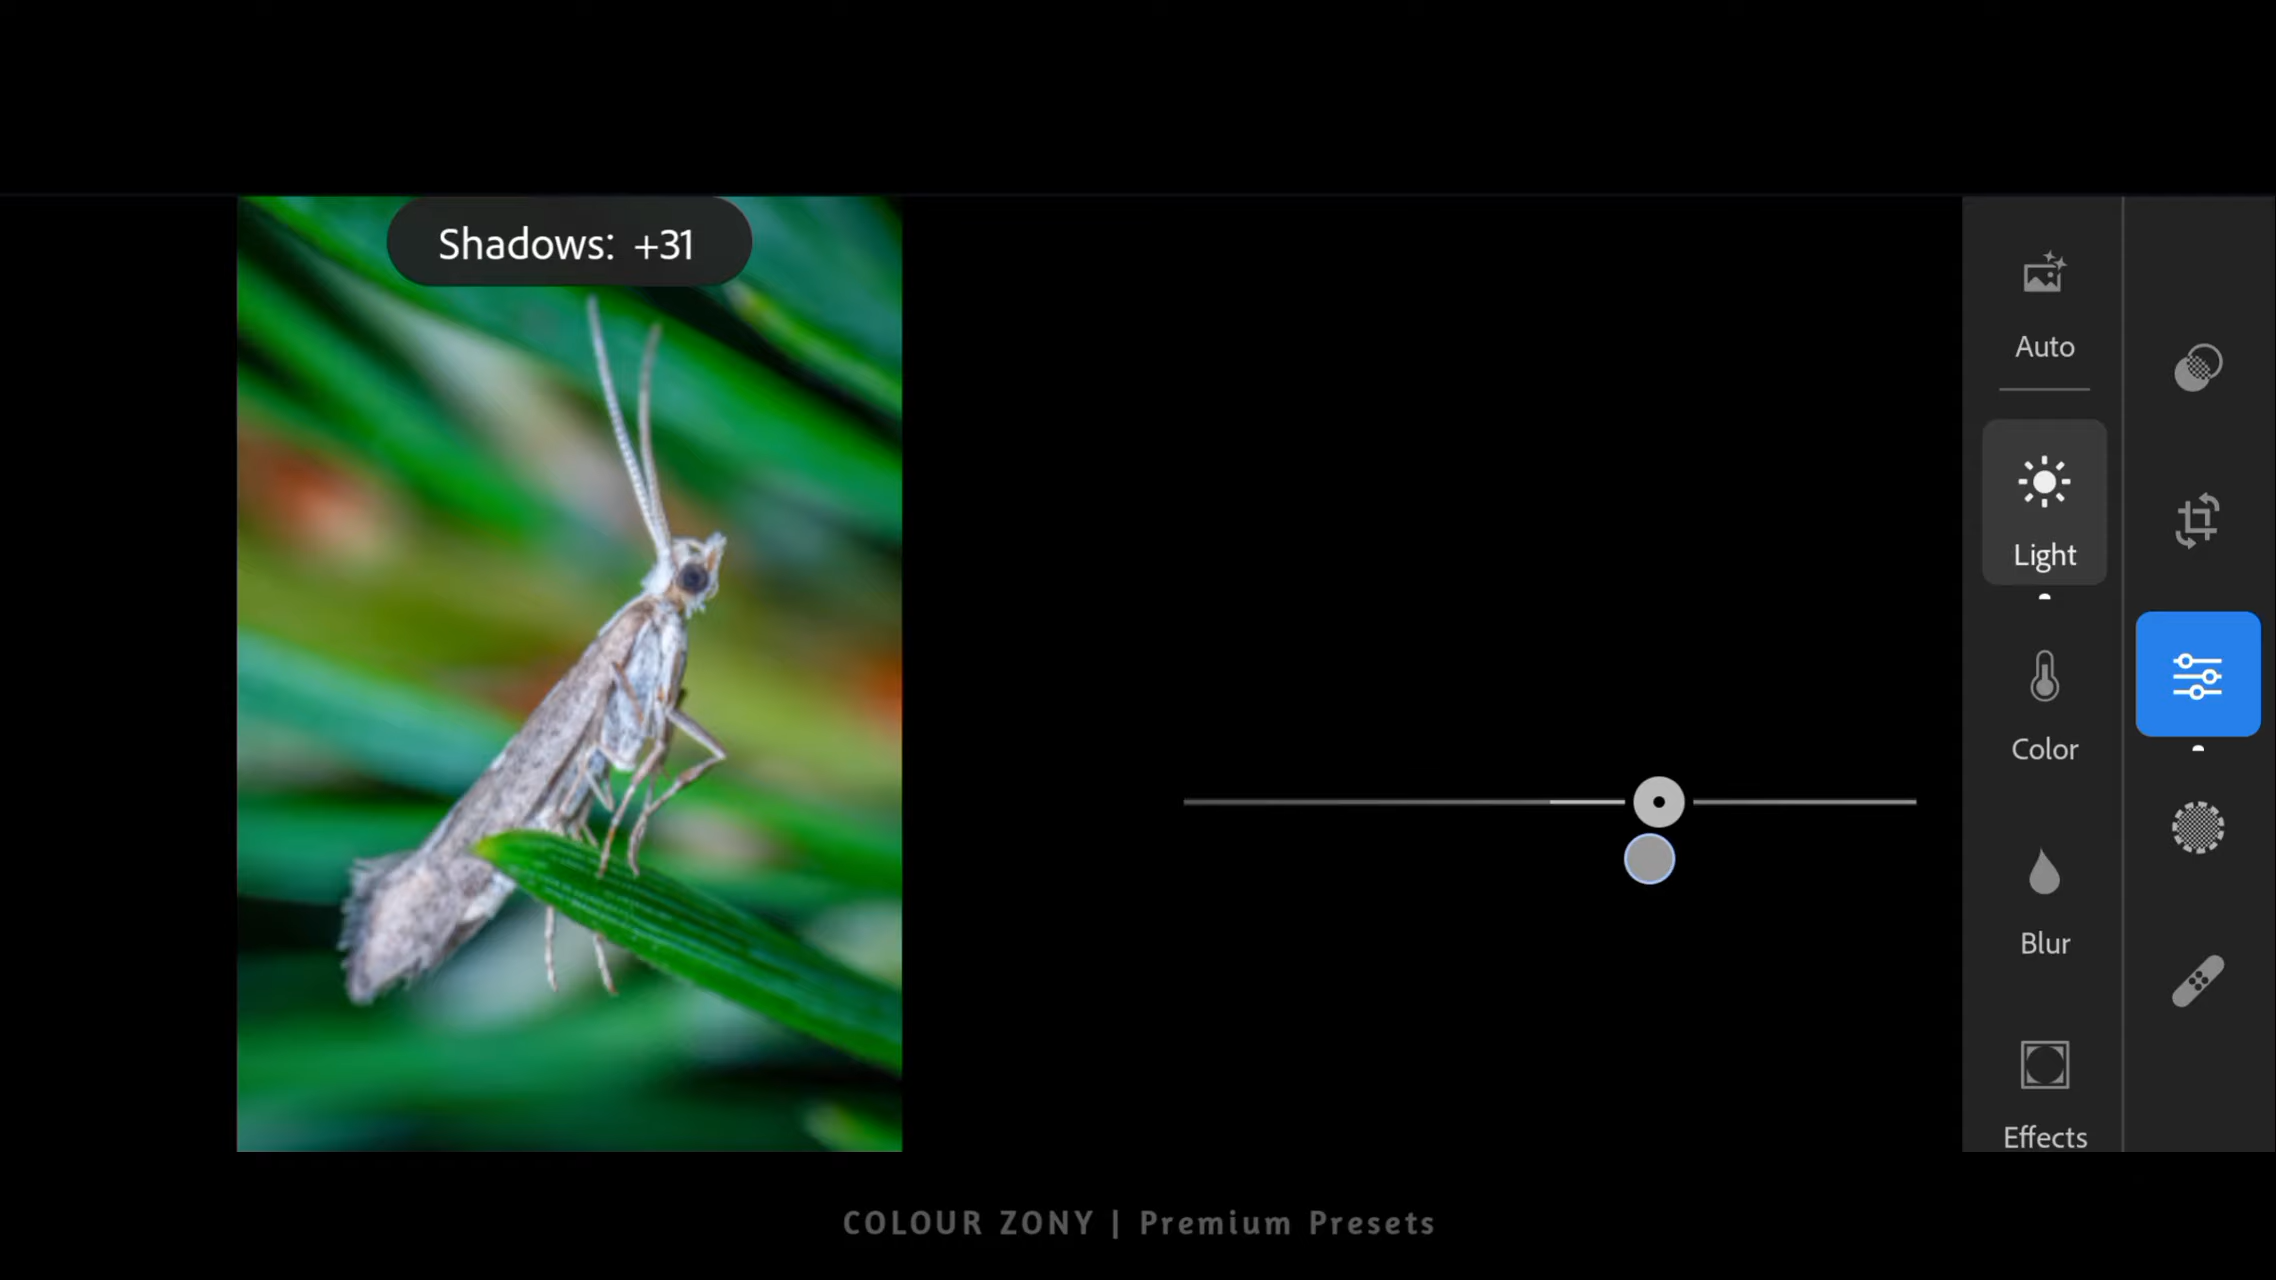 Shadows: +31
Auto
Light
Color
Blur
Effects
COLOUR ZONY | Premium Presets